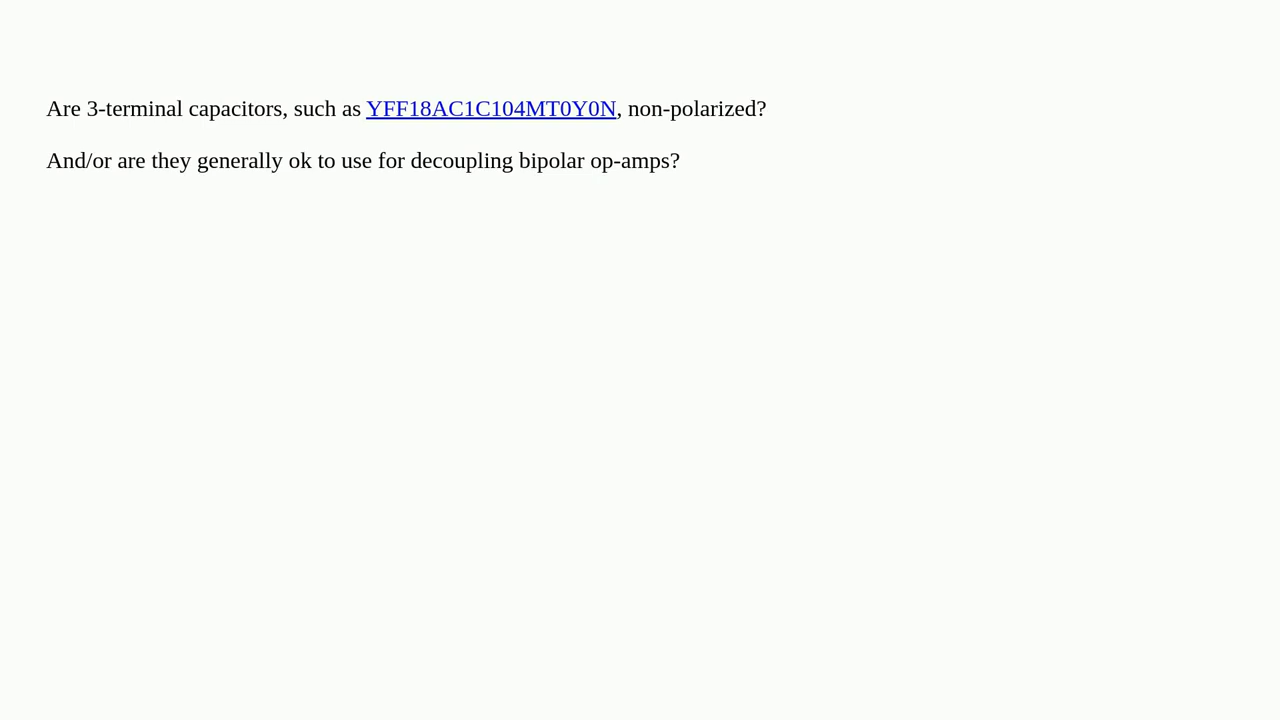 Are 3-terminal capacitors, such as YFF18AC1C104MT0Y0N, non-polarized?
And/or are they generally ok to use for decoupling bipolar op-amps?